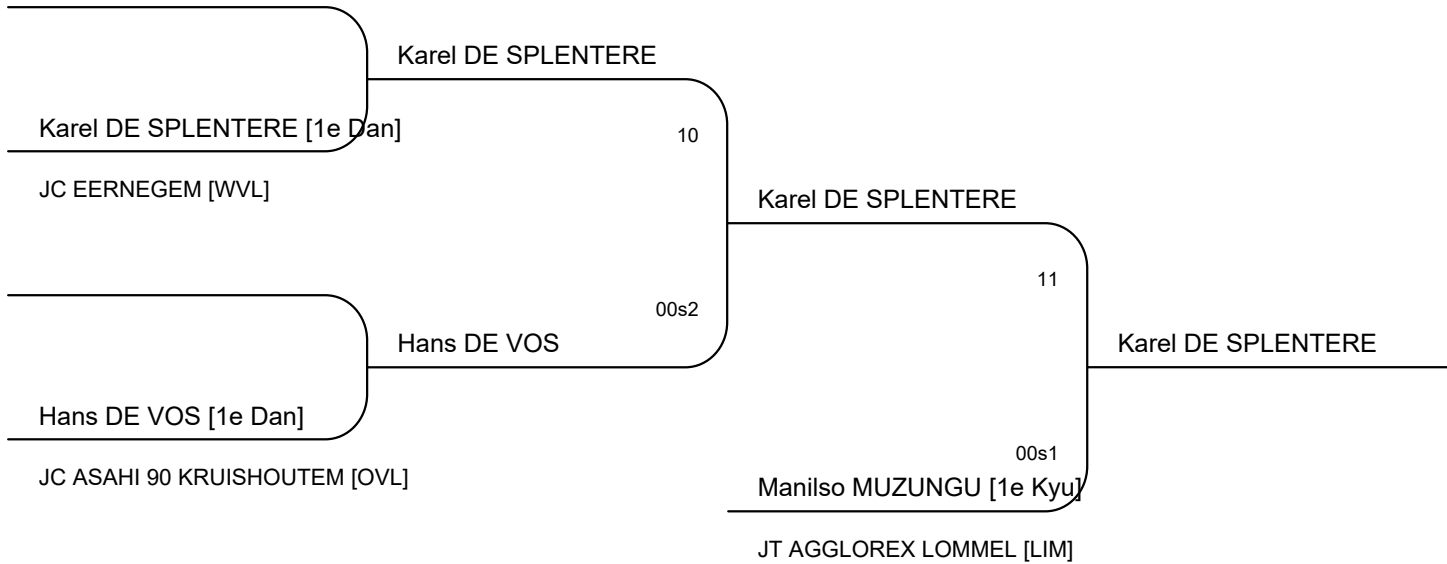 Karel DE SPLENTERE
Karel DE SPLENTERE [1e Dan]
10
JC EERNEGEM [WVL]
Karel DE SPLENTERE
11
00s2
Hans DE VOS
Karel DE SPLENTERE
Hans DE VOS [1e Dan]
00s1
JC ASAHI 90 KRUISHOUTEM [OVL]
Manilso MUZUNGU [1e Kyu]
JT AGGLOREX LOMMEL [LIM]